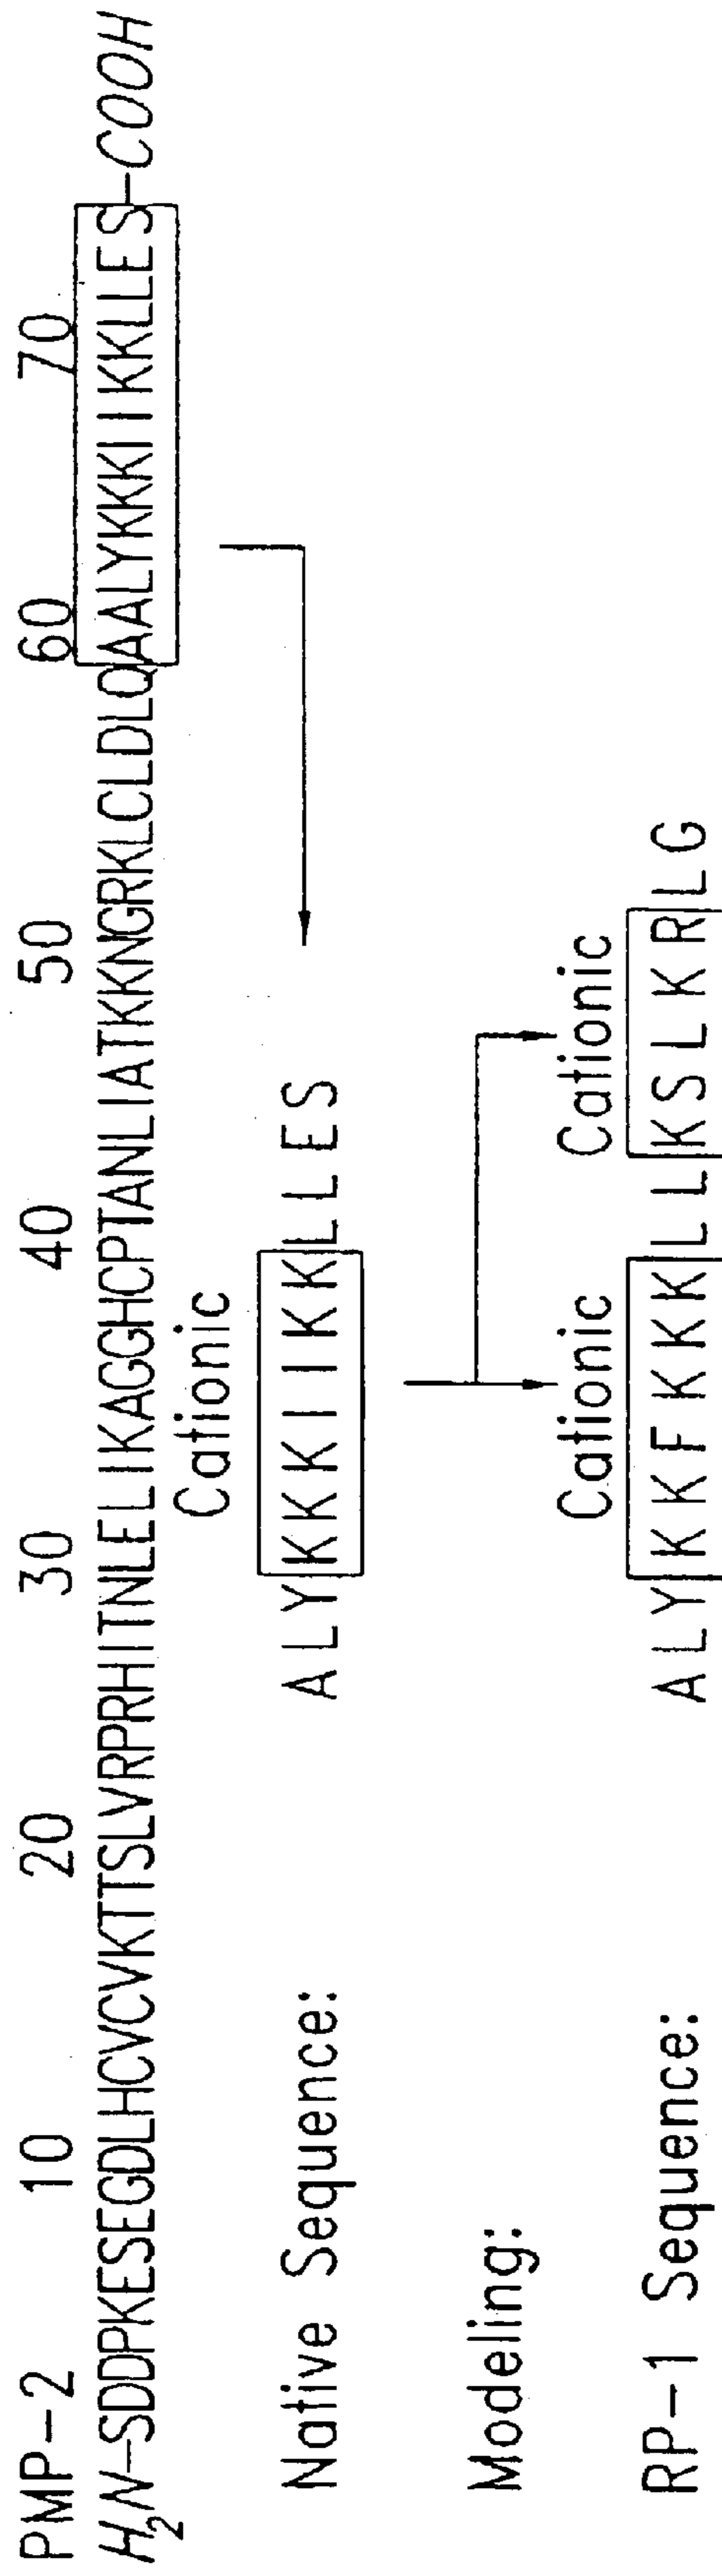 PMP-2 10 20 30 40 50 60 70
H2N-SDDPKESEGDLHCVCVKTTSLVRPRHITNLELIKAGGHCPTANLIATKKNGRKLCLDLQAALYKKKIIKKLLES-COOH
Cationic
Native Sequence: ALYKKKIIKKLLES
Modeling:
Cationic Cationic
RP-1 Sequence: ALYKKFKKKLLKSLKRLG